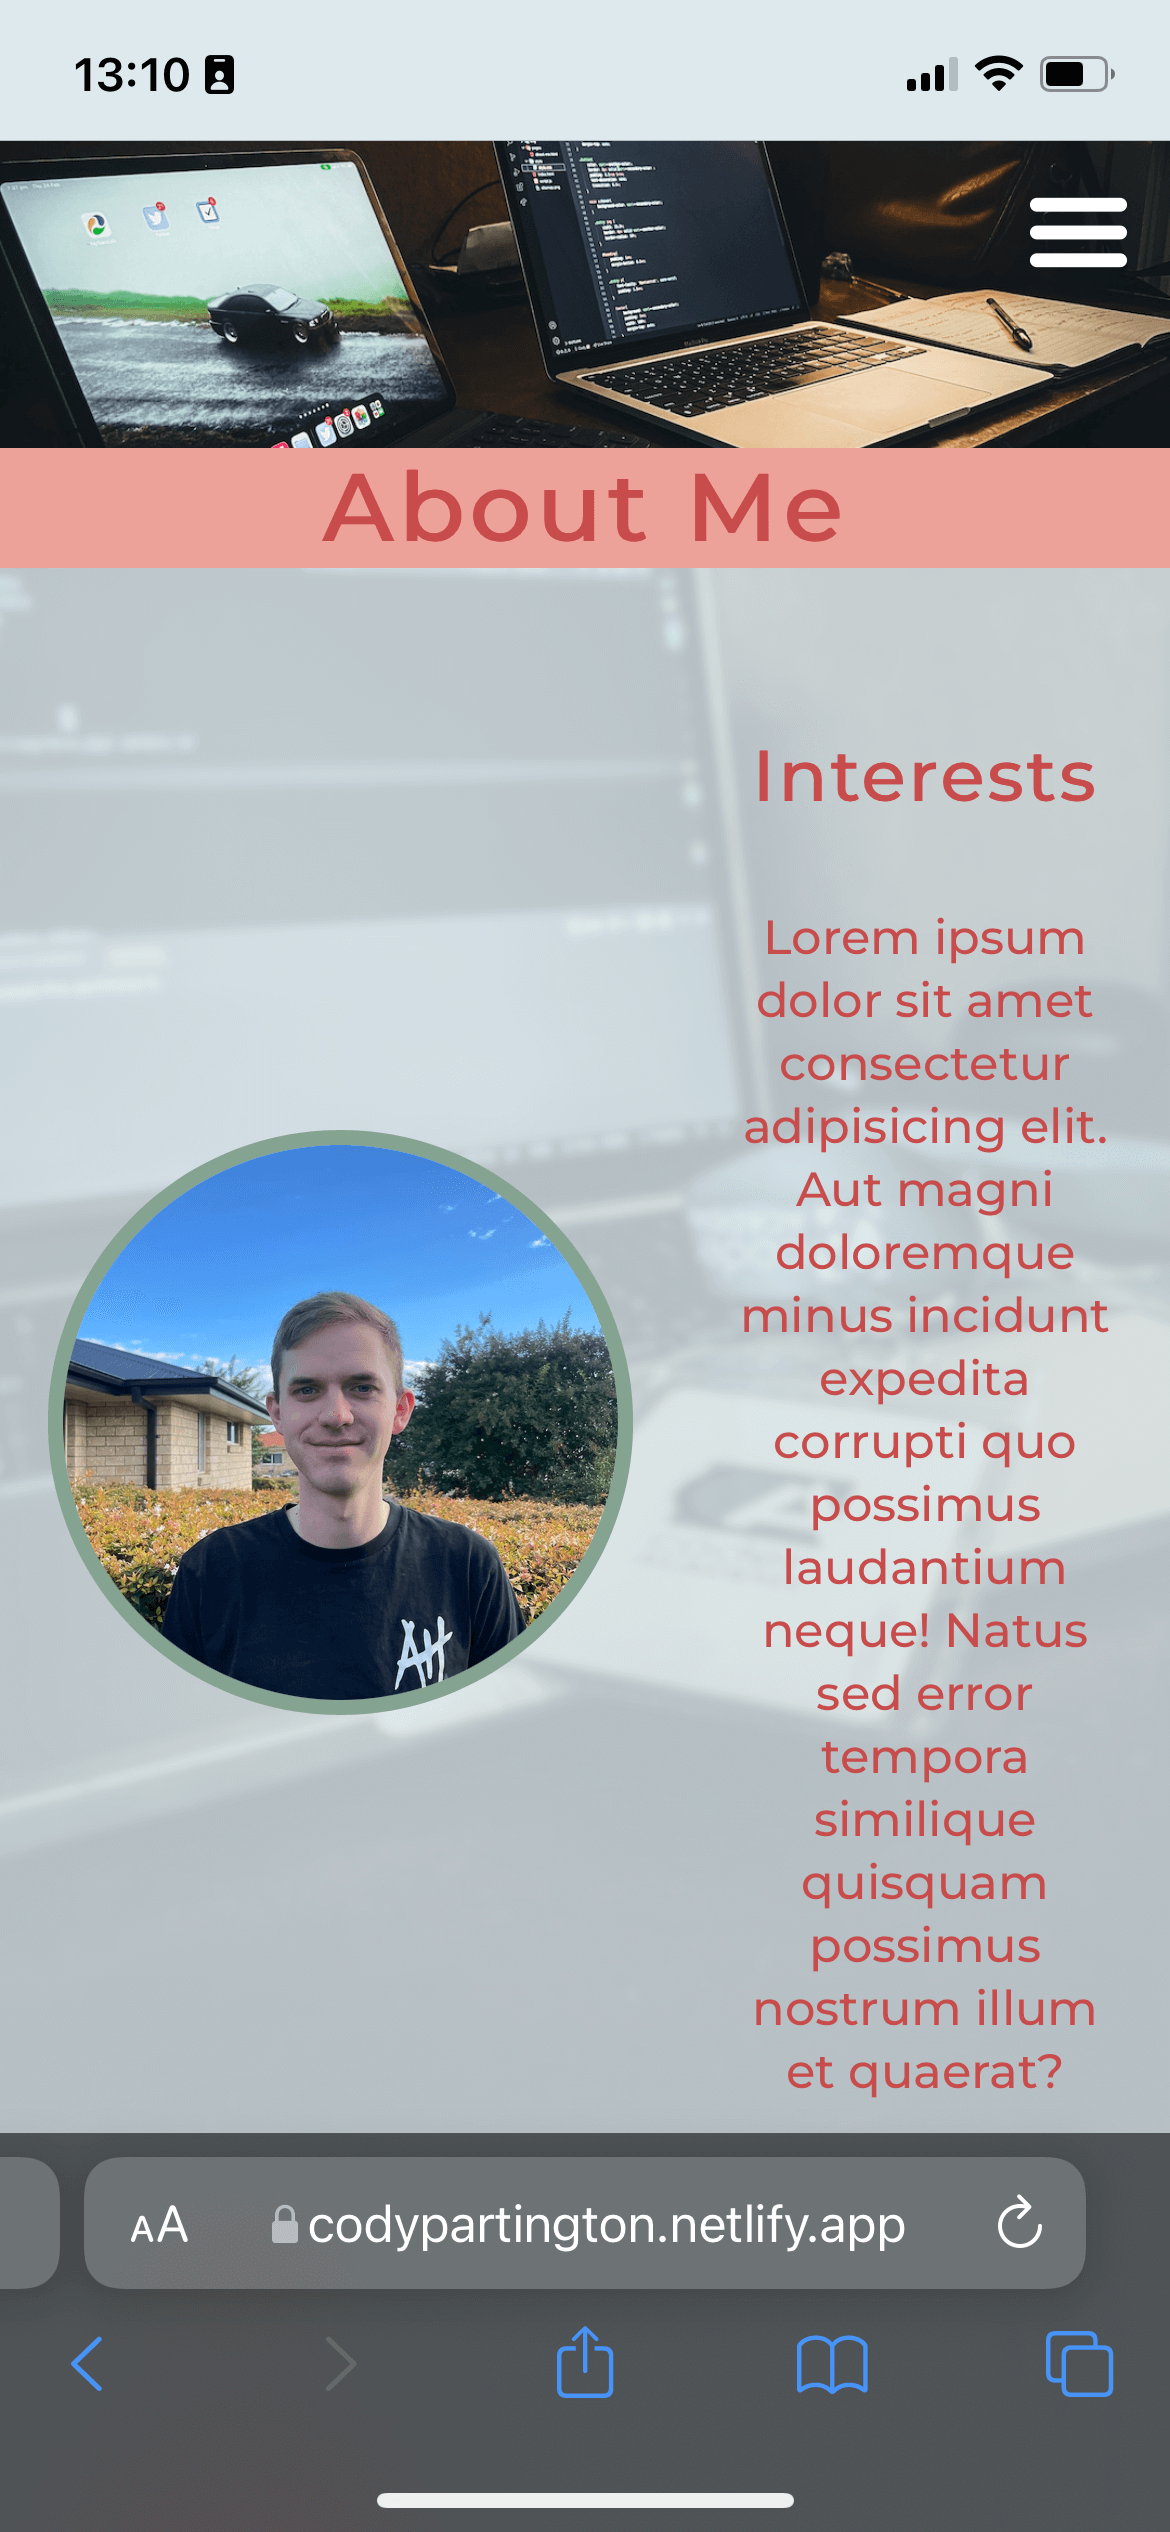 13:10
About Me
Interests
Lorem ipsum
dolor sit amet
consectetur
adipisicing elit.
Aut magni
doloremque
minus incidunt
expedita
corrupti quo
possimus
laudantium
neque! Natus
sed error
tempora
similique
quisquam
possimus
nostrum illum
et quaerat?
AH
AA codypartington.netlify.app